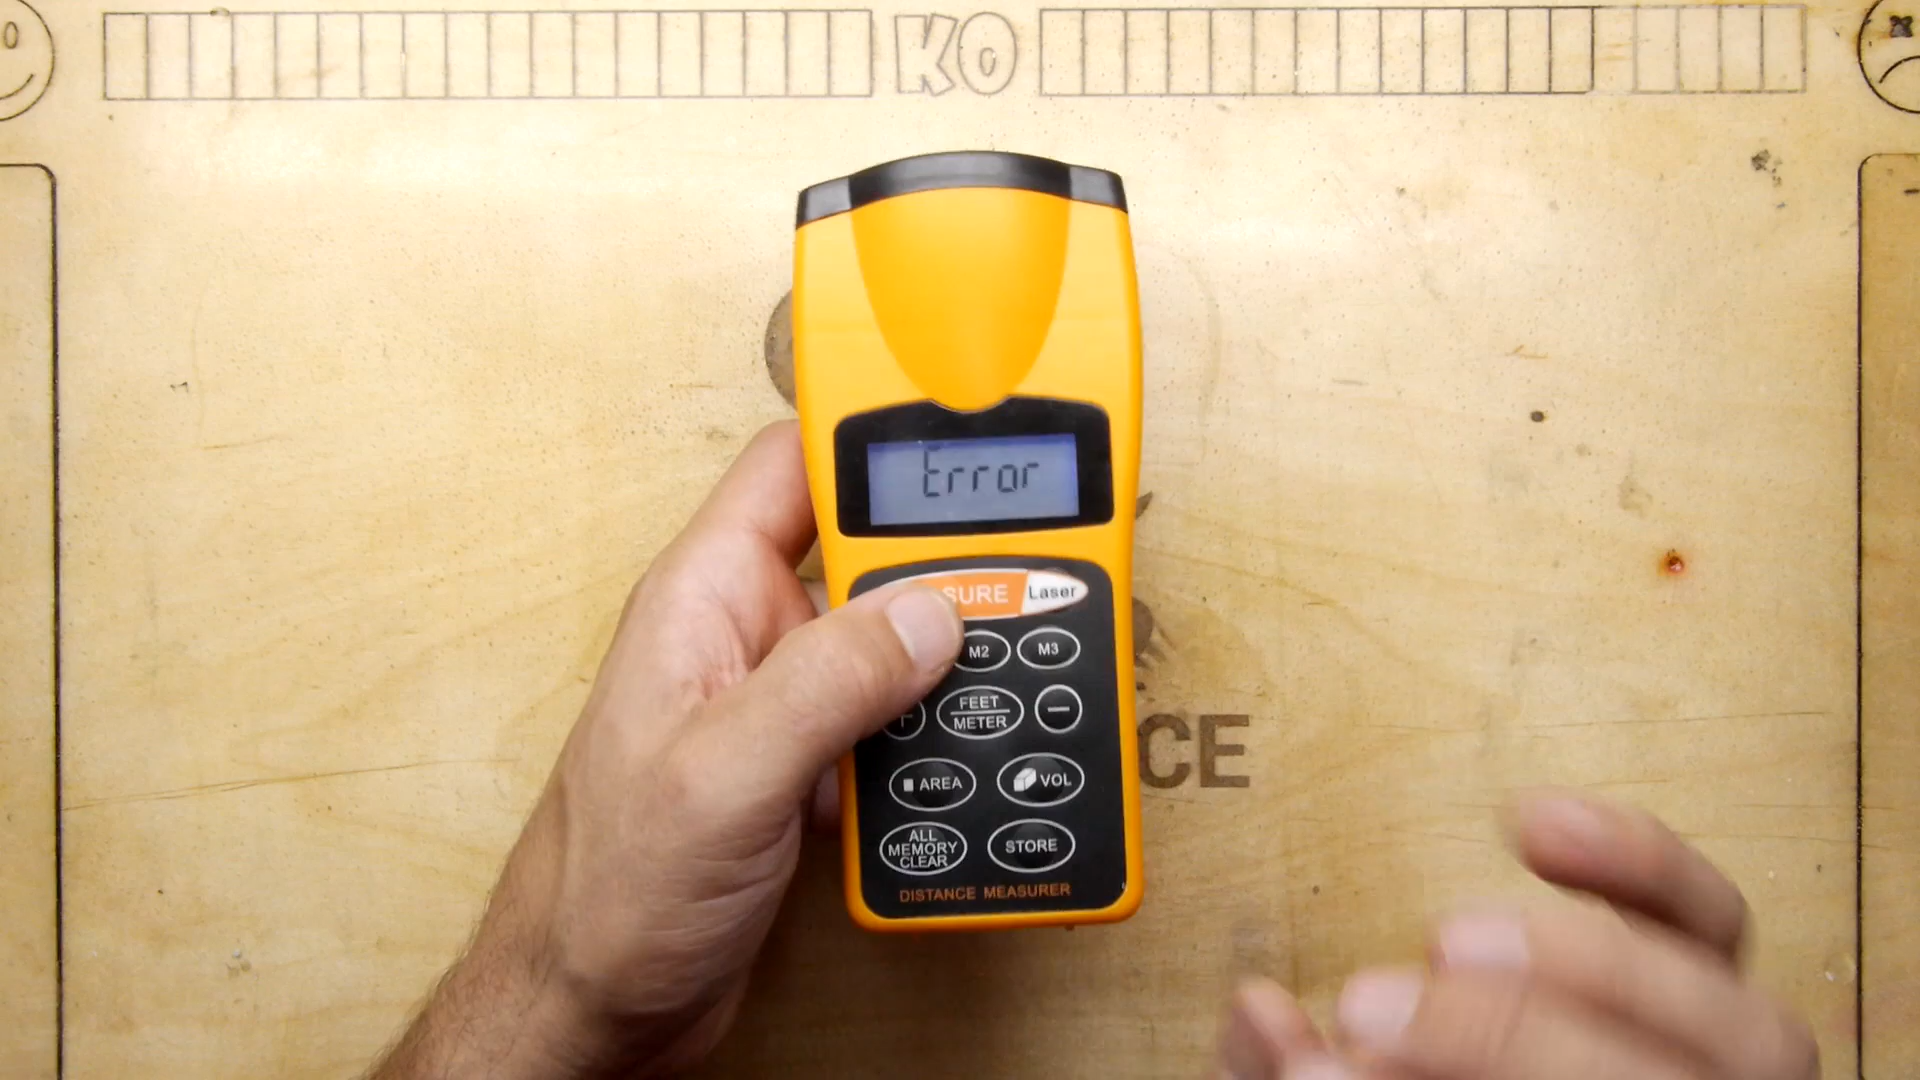 KO
Error
SURE Laser
M2 M3
F FEET
METER —
AREA VOL
ALL
MEMORY
CLEAR STORE
DISTANCE MEASURER
CE